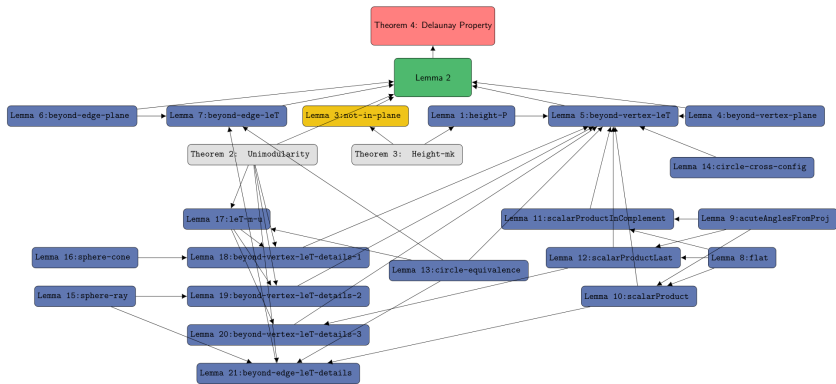 Theorem 4: Delaunay Property
Lemma 2
Lemma 6:beyond-edge-plane
Lemma 7:beyond-edge-leT
Lemma 3:not-in-plane
Lemma 1:height-P
Lemma 5:beyond-vertex-leT
Lemma 4:beyond-vertex-plane
Theorem 2: Unimodularity
Theorem 3: Height-mk
Lemma 14:circle-cross-config
Lemma 17:leT-m-u
Lemma 11:scalarProductInComplement
Lemma 9:acuteAnglesFromProj
Lemma 16:sphere-cone
Lemma 18:beyond-vertex-leT-details-1
Lemma 12:scalarProductLast
Lemma 8:flat
Lemma 13:circle-equivalence
Lemma 15:sphere-ray
Lemma 19:beyond-vertex-leT-details-2
Lemma 10:scalarProduct
Lemma 20:beyond-vertex-leT-details-3
Lemma 21:beyond-edge-leT-details